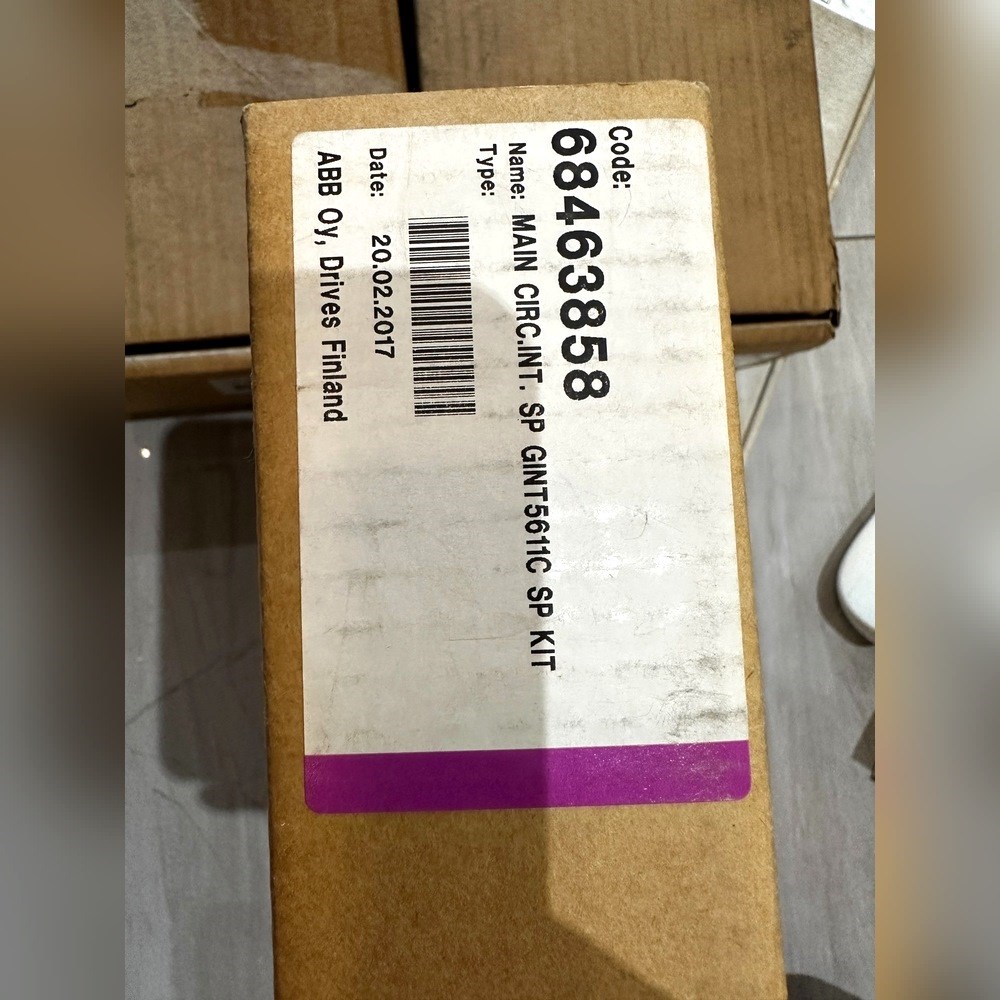 Code:
68463858
Name: MAIN CIRC.INT. SP GINT5611C SP KIT
Type:
Date: 20.02.2017
ABB Oy, Drives Finland